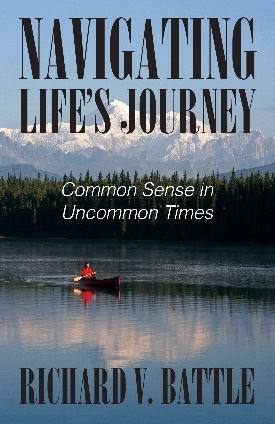 NAVIGATING
LIFE'S JOURNEY
Common Sense in
Uncommon Times
RICHARD V. BATTLE